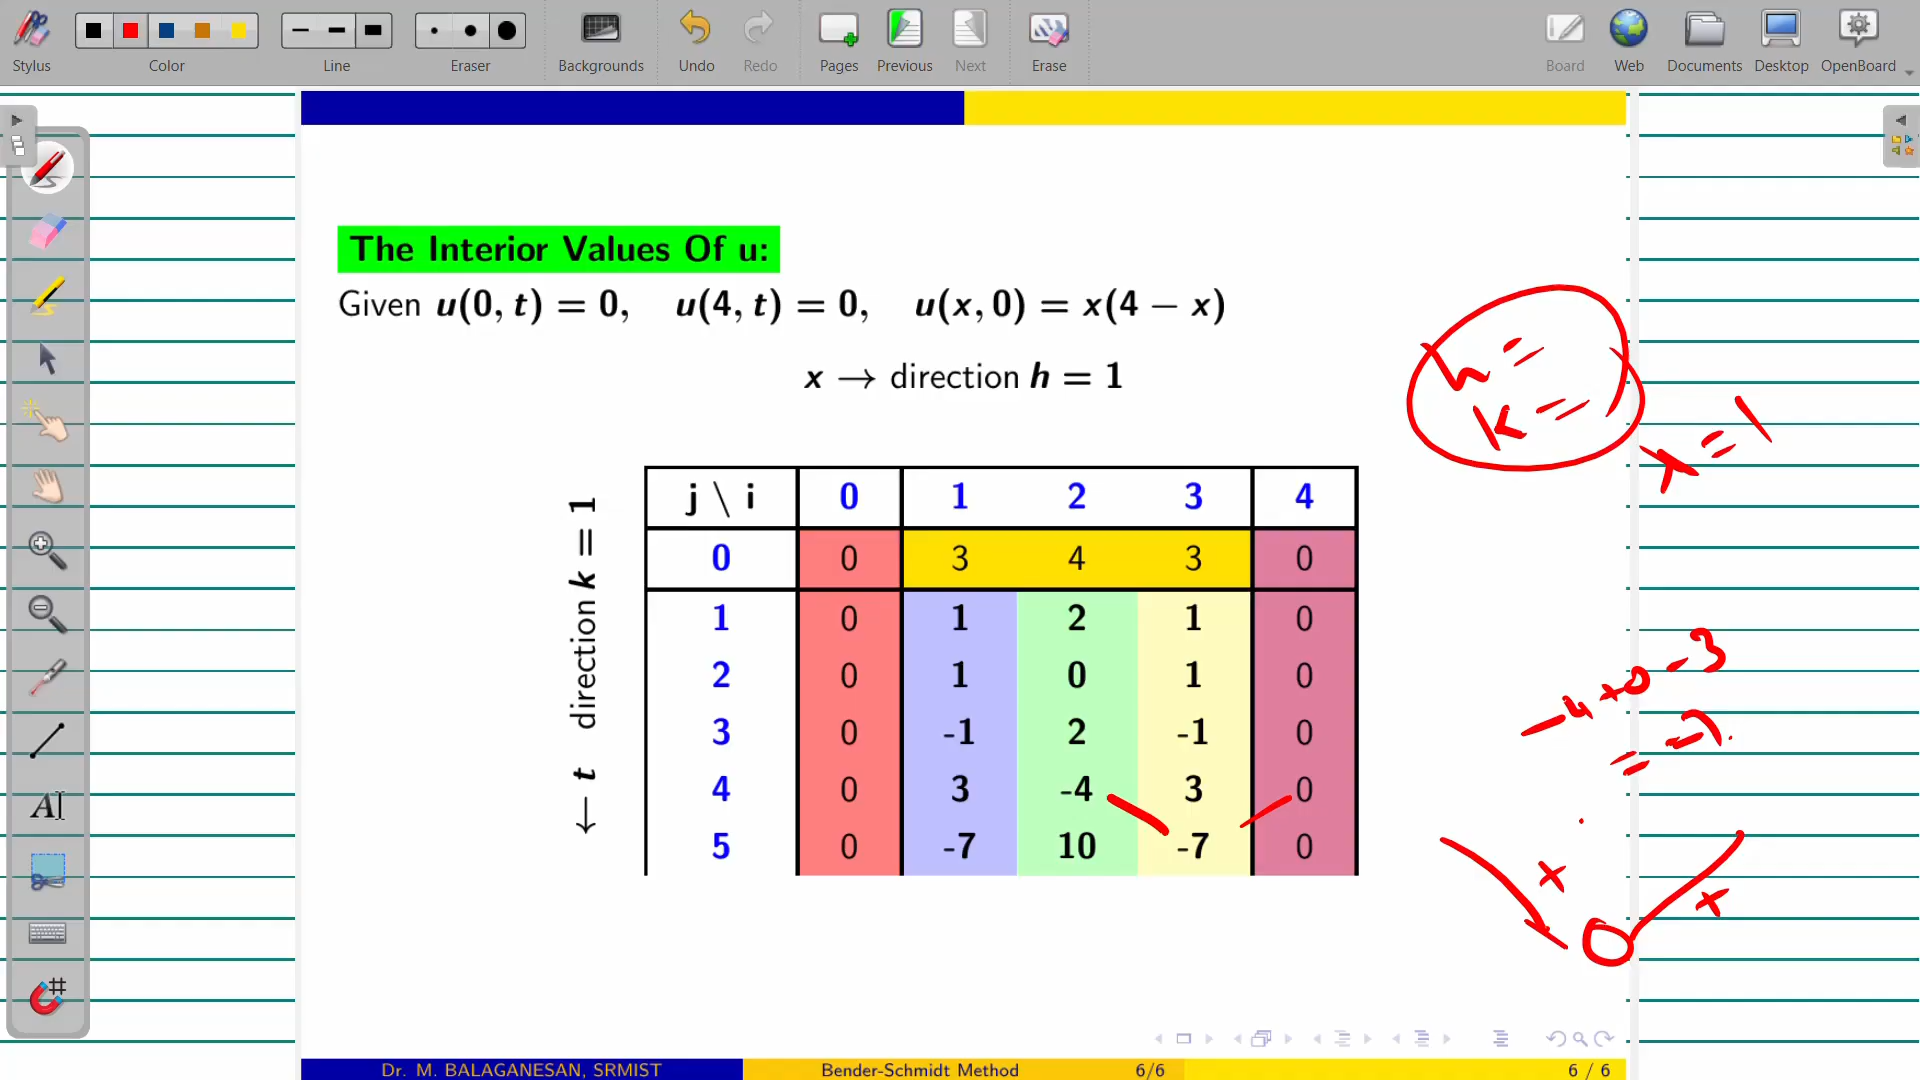 Stylus Color Line Eraser Backgrounds Undo Redo Pages Previous Next Erase Board Web Documents Desktop OpenBoard
The Interior Values Of u:
Given u(0, t) = 0, u(4, t) = 0, u(x, 0) = x(4 − x)
x → direction h = 1
h =
k =
x = 1
← t direction k = 1
j \ i 0 1 2 3 4
0 0 3 4 3 0
1 0 1 2 1 0
2 0 1 0 1 0
3 0 -1 2 -1 0
4 0 3 -4 3 0
5 0 -7 10 -7 0
-4+0-3
= -7.
x x
Dr. M. BALAGANESAN, SRMIST Bender-Schmidt Method 6/6 6 / 6